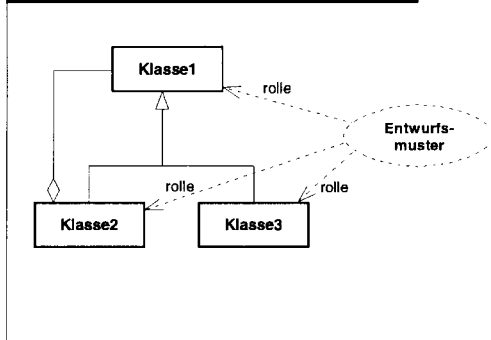 Klasse1
rolle
Entwurfs-
muster
rolle
rolle
Klasse2
Klasse3